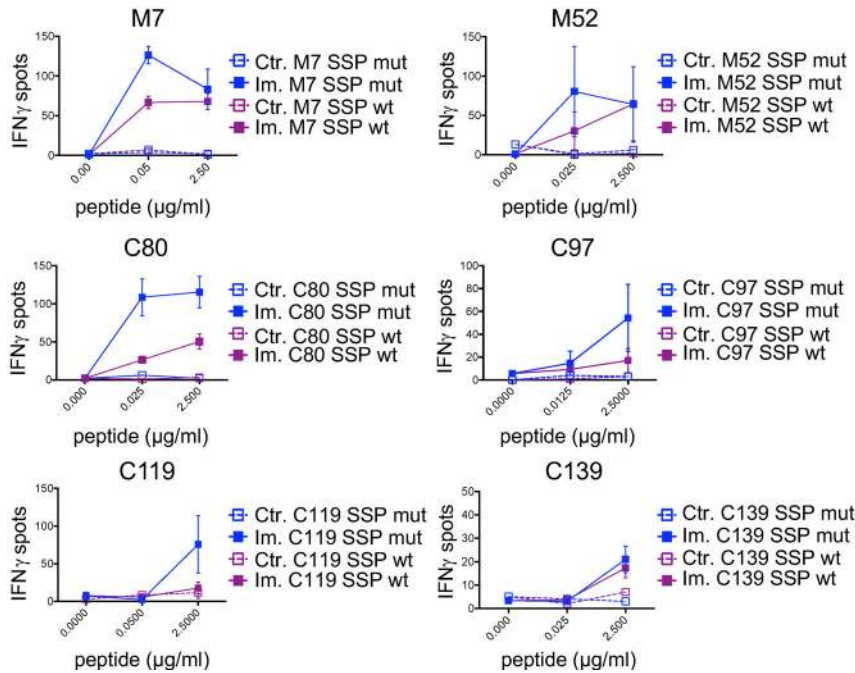 M7
IFNγ spots
150
100
50
0
0.00
0.05
2.50
peptide (µg/ml)
Ctr. M7 SSP mut
Im. M7 SSP mut
Ctr. M7 SSP wt
Im. M7 SSP wt
M52
IFNγ spots
150
100
50
0
0.000
0.025
2.500
peptide (µg/ml)
Ctr. M52 SSP mut
Im. M52 SSP mut
Ctr. M52 SSP wt
Im. M52 SSP wt
C80
IFNγ spots
150
100
50
0
0.000
0.025
2.500
peptide (µg/ml)
Ctr. C80 SSP mut
Im. C80 SSP mut
Ctr. C80 SSP wt
Im. C80 SSP wt
C97
IFNγ spots
100
80
60
40
20
0
0.0000
0.0125
2.5000
peptide (µg/ml)
Ctr. C97 SSP mut
Im. C97 SSP mut
Ctr. C97 SSP wt
Im. C97 SSP wt
C119
IFNγ spots
150
100
50
0
0.0000
0.0500
2.5000
peptide (µg/ml)
Ctr. C119 SSP mut
Im. C119 SSP mut
Ctr. C119 SSP wt
Im. C119 SSP wt
C139
IFNγ spots
50
40
30
20
10
0
0.000
0.025
2.500
peptide (µg/ml)
Ctr. C139 SSP mut
Im. C139 SSP mut
Ctr. C139 SSP wt
Im. C139 SSP wt